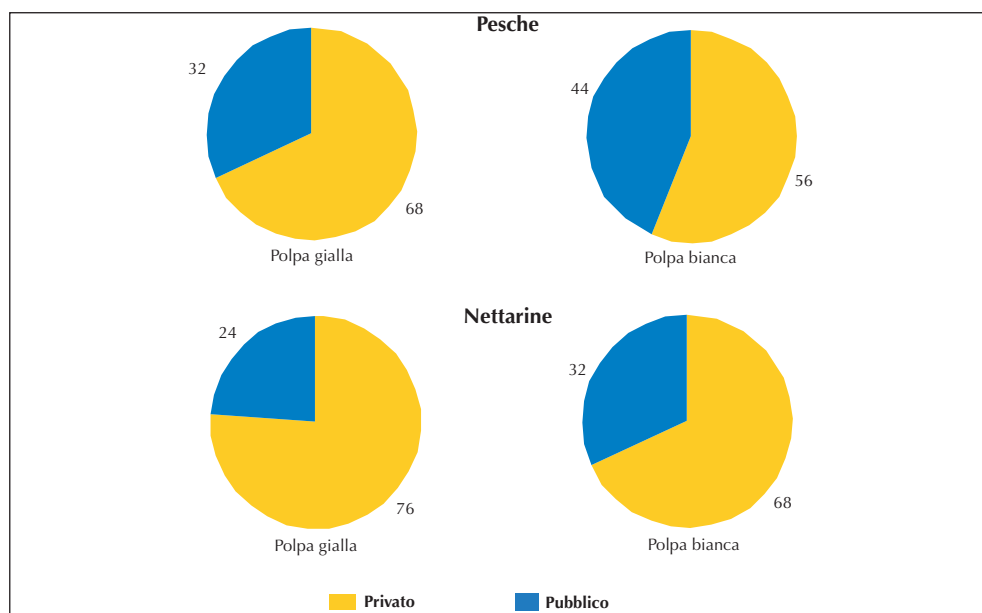 Pesche
32
68
Polpa gialla
44
56
Polpa bianca
Nettarine
24
76
Polpa gialla
32
68
Polpa bianca
Privato
Pubblico